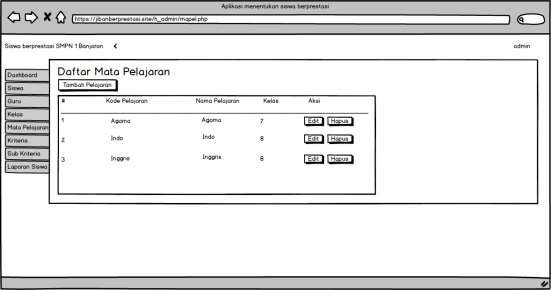 Aplikasi menentukan siswa berprestasi
https://jbanberprestasi.site/h_admin/mapel.php
Siswa berprestasi SMPN 1 Banjaran <
admin
Dashboard
Siswa
Guru
Kelas
Mata Pelajaran
Kriteria
Sub Kriteria
Laporan Siswa
Daftar Mata Pelajaran
Tambah Pelajaran
# Kode Pelajaran Nama Pelajaran Kelas Aksi
1 Agama Agama 7 Edit Hapus
2 Indo Indo 8 Edit Hapus
3 Inggris Inggris 8 Edit Hapus